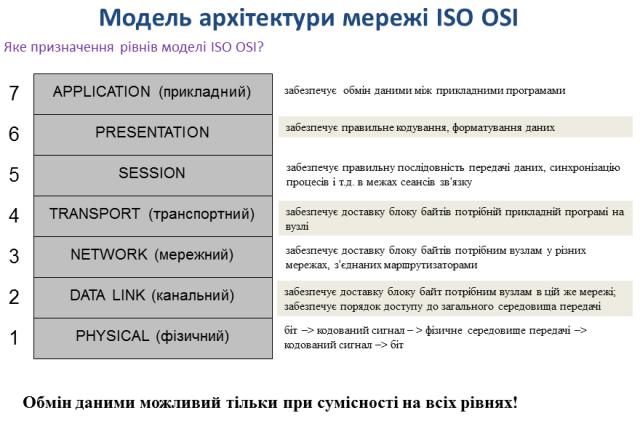 Модель архітектури мережі ISO OSI
Яке призначення рівнів моделі ISO OSI?
7 APPLICATION (прикладний) забезпечує обмін даними між прикладними програмами
6 PRESENTATION забезпечує правильне кодування, форматування даних
5 SESSION забезпечує правильну послідовність передачі даних, синхронізацію
процесів і т.д. в межах сеансів зв'язку
4 TRANSPORT (транспортний) забезпечує доставку блоку байтів потрібній прикладній програмі на
вузлі
3 NETWORK (мережний) забезпечує доставку блоку байтів потрібним вузлам у різних
мережах, з'єднаних маршрутизаторами
2 DATA LINK (канальний) забезпечує доставку блоку байт потрібним вузлам в цій же мережі;
забезпечує порядок доступу до загального середовища передачі
1 PHYSICAL (фізичний) біт –> кодований сигнал – > фізичне середовище передачі –>
кодований сигнал –> біт
Обмін даними можливий тільки при сумісності на всіх рівнях!